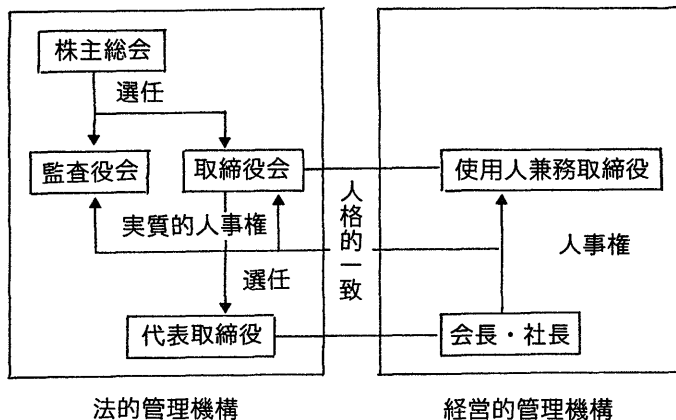 株主総会
選任
監査役会
取締役会
使用人兼務取締役
実質的人事権
人格的一致
人事権
選任
代表取締役
会長・社長
法的管理機構
経営的管理機構